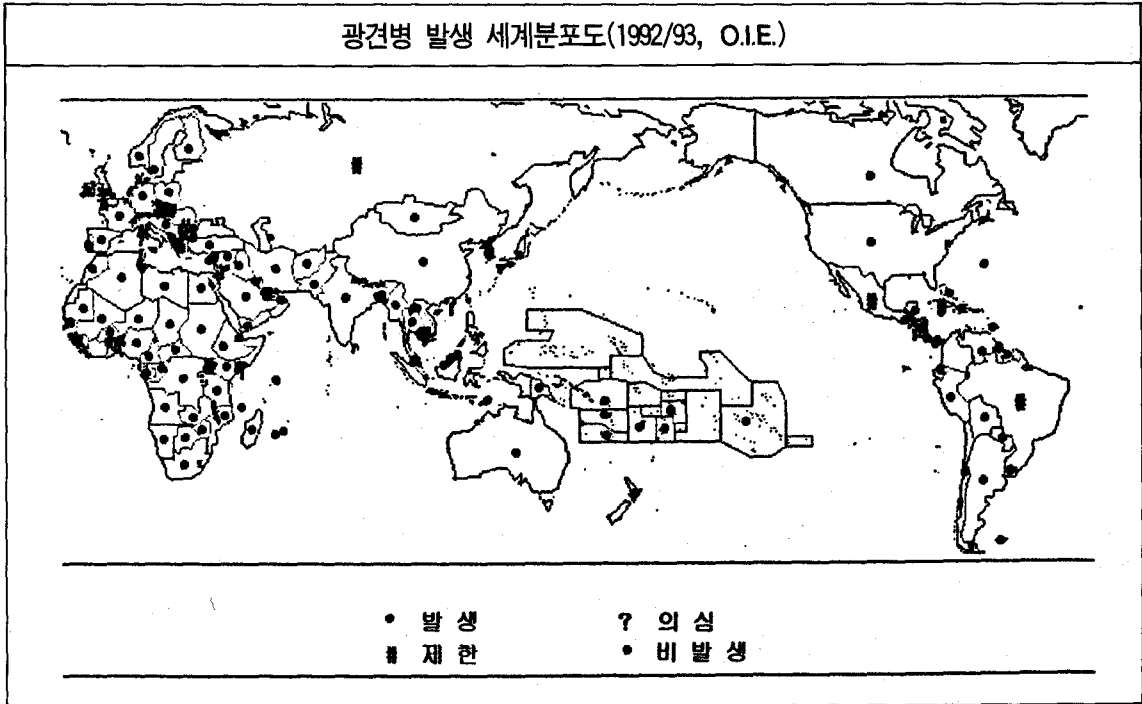 광견병 발생 세계분포도(1992/93, O.I.E.)
● 발 생 ? 의 심
제 한 ● 비 발 생